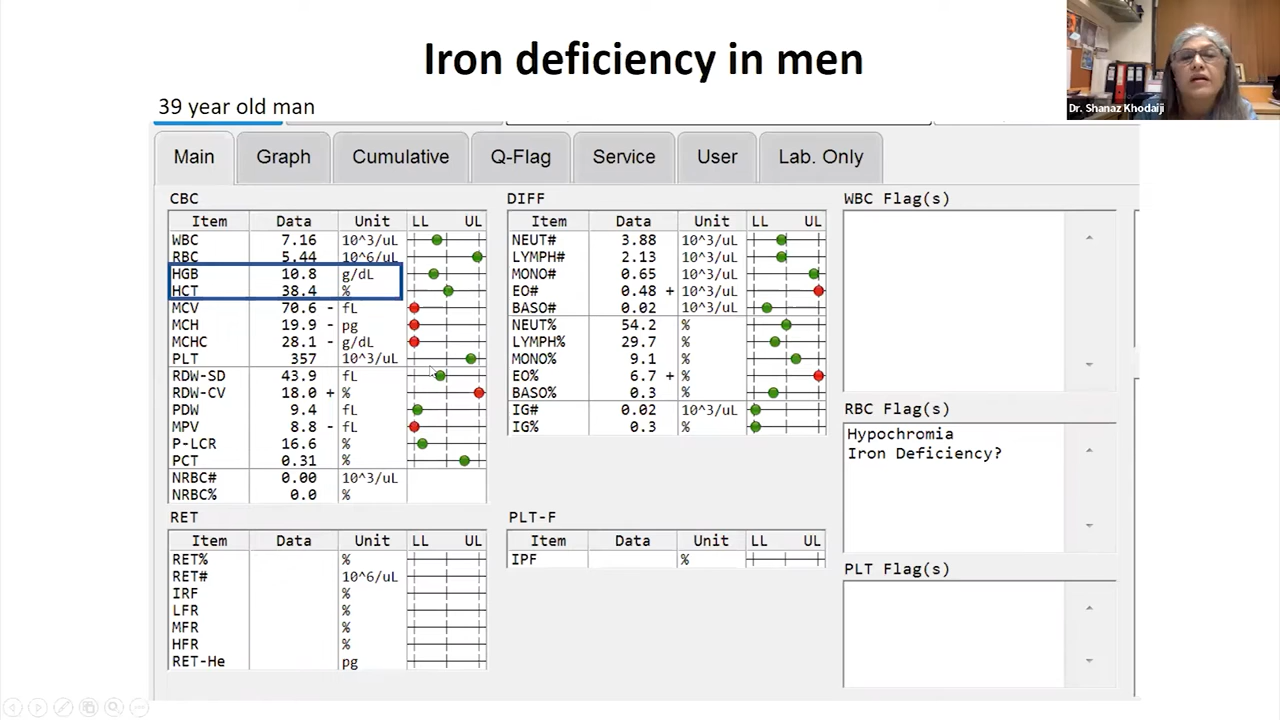 Iron deficiency in men
Dr. Shanaz Khodaiji
39 year old man
Main Graph Cumulative Q-Flag Service User Lab. Only
CBC
Item Data Unit LL UL
WBC 7.16 10^3/uL
RBC 5.44 10^6/uL
HGB 10.8 g/dL
HCT 38.4 %
MCV 70.6 - fL
MCH 19.9 - pg
MCHC 28.1 - g/dL
PLT 357 10^3/uL
RDW-SD 43.9 fL
RDW-CV 18.0 + %
PDW 9.4 fL
MPV 8.8 - fL
P-LCR 16.6 %
PCT 0.31 %
NRBC# 0.00 10^3/uL
NRBC% 0.0 %
DIFF
Item Data Unit LL UL
NEUT# 3.88 10^3/uL
LYMPH# 2.13 10^3/uL
MONO# 0.65 10^3/uL
EO# 0.48 + 10^3/uL
BASO# 0.02 10^3/uL
NEUT% 54.2 %
LYMPH% 29.7 %
MONO% 9.1 %
EO% 6.7 + %
BASO% 0.3 %
IG# 0.02 10^3/uL
IG% 0.3 %
WBC Flag(s)
RBC Flag(s)
Hypochromia
Iron Deficiency?
RET
Item Data Unit LL UL
RET% %
RET# 10^6/uL
IRF %
LFR %
MFR %
HFR %
RET-He pg
PLT-F
Item Data Unit LL UL
IPF %
PLT Flag(s)